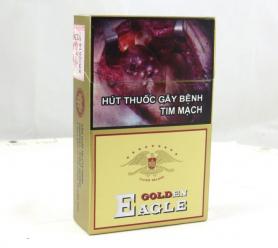 HÚT THUỐC GÂY BỆNH
TIM MẠCH
GOLDEN
EAGLE